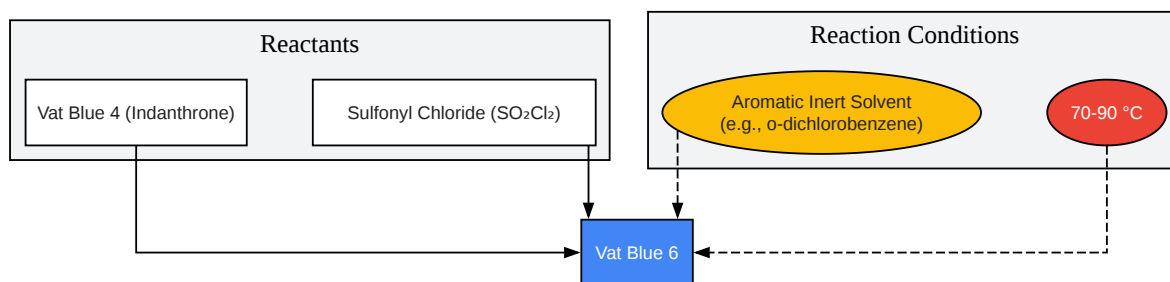 Reactants
Reaction Conditions
Vat Blue 4 (Indanthrone)
Sulfonyl Chloride (SO₂Cl₂)
Aromatic Inert Solvent
(e.g., o-dichlorobenzene)
70-90 °C
Vat Blue 6